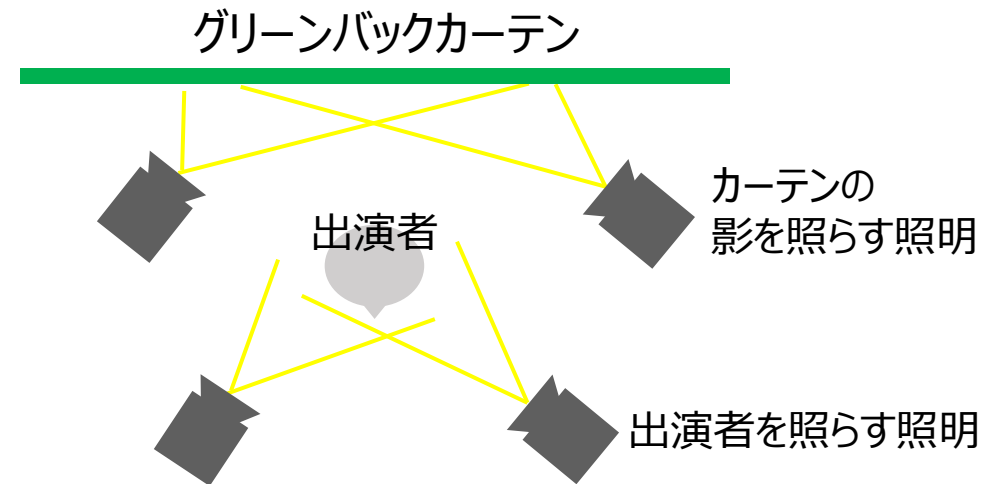 グリーンバックカーテン
カーテンの
影を照らす照明
出演者
出演者を照らす照明